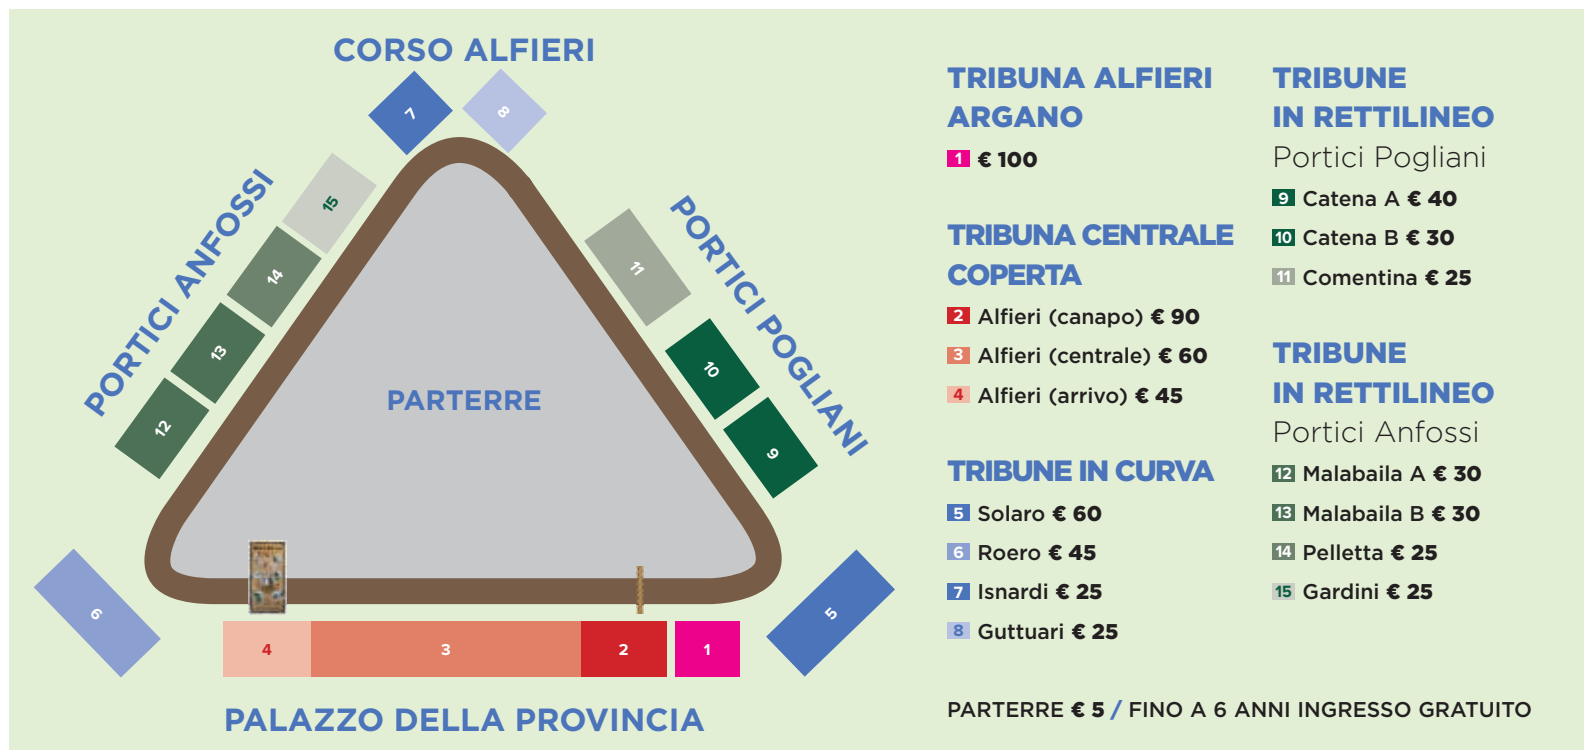 CORSO ALFIERI
7
8
PORTICI ANFOSSI
15
14
13
12
PORTICI POGLIANI
11
10
9
PARTERRE
6
5
4
3
2
1
PALAZZO DELLA PROVINCIA
TRIBUNA ALFIERI
ARGANO
1 € 100
TRIBUNA CENTRALE
COPERTA
2 Alfieri (canapo) € 90
3 Alfieri (centrale) € 60
4 Alfieri (arrivo) € 45
TRIBUNE IN CURVA
5 Solaro € 60
6 Roero € 45
7 Isnardi € 25
8 Guttuari € 25
TRIBUNE
IN RETTILINEO
Portici Pogliani
9 Catena A € 40
10 Catena B € 30
11 Comentina € 25
TRIBUNE
IN RETTILINEO
Portici Anfossi
12 Malabaila A € 30
13 Malabaila B € 30
14 Pelletta € 25
15 Gardini € 25
PARTERRE € 5 / FINO A 6 ANNI INGRESSO GRATUITO